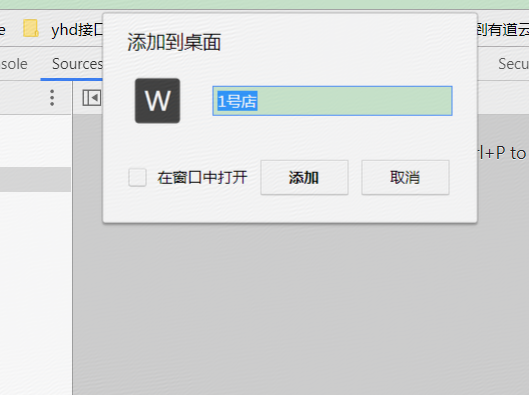 e yhd接口
到有道云
添加到桌面
sole Sources Secu
W
1号店
rl+P to
在窗口中打开 添加 取消